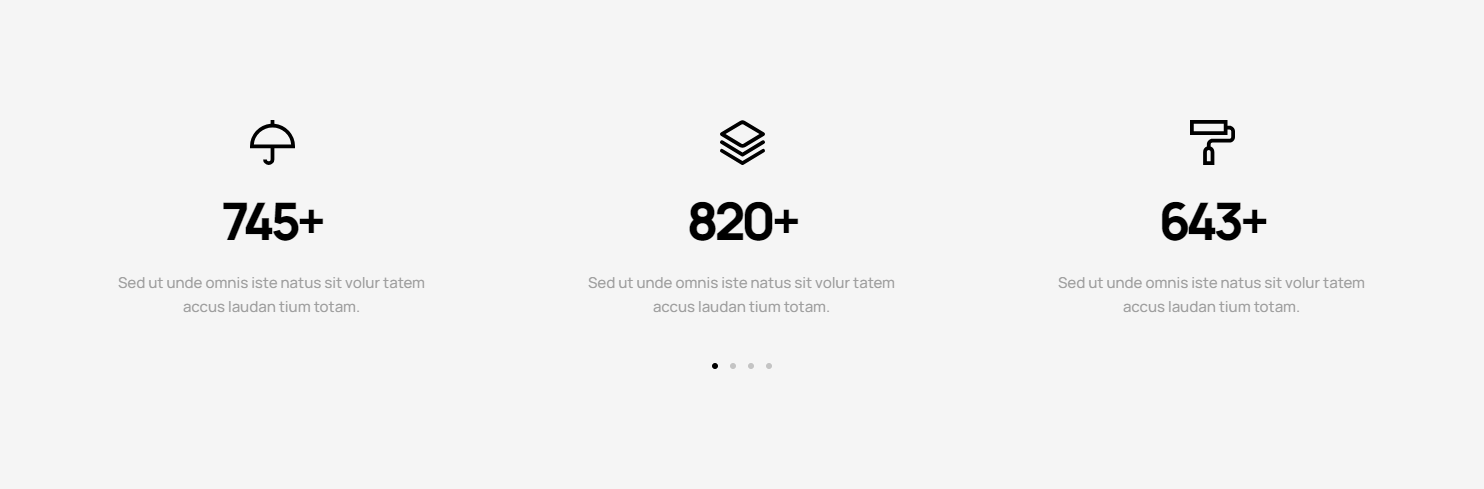 745+
Sed ut unde omnis iste natus sit volur tatem
accus laudan tium totam.
820+
Sed ut unde omnis iste natus sit volur tatem
accus laudan tium totam.
643+
Sed ut unde omnis iste natus sit volur tatem
accus laudan tium totam.